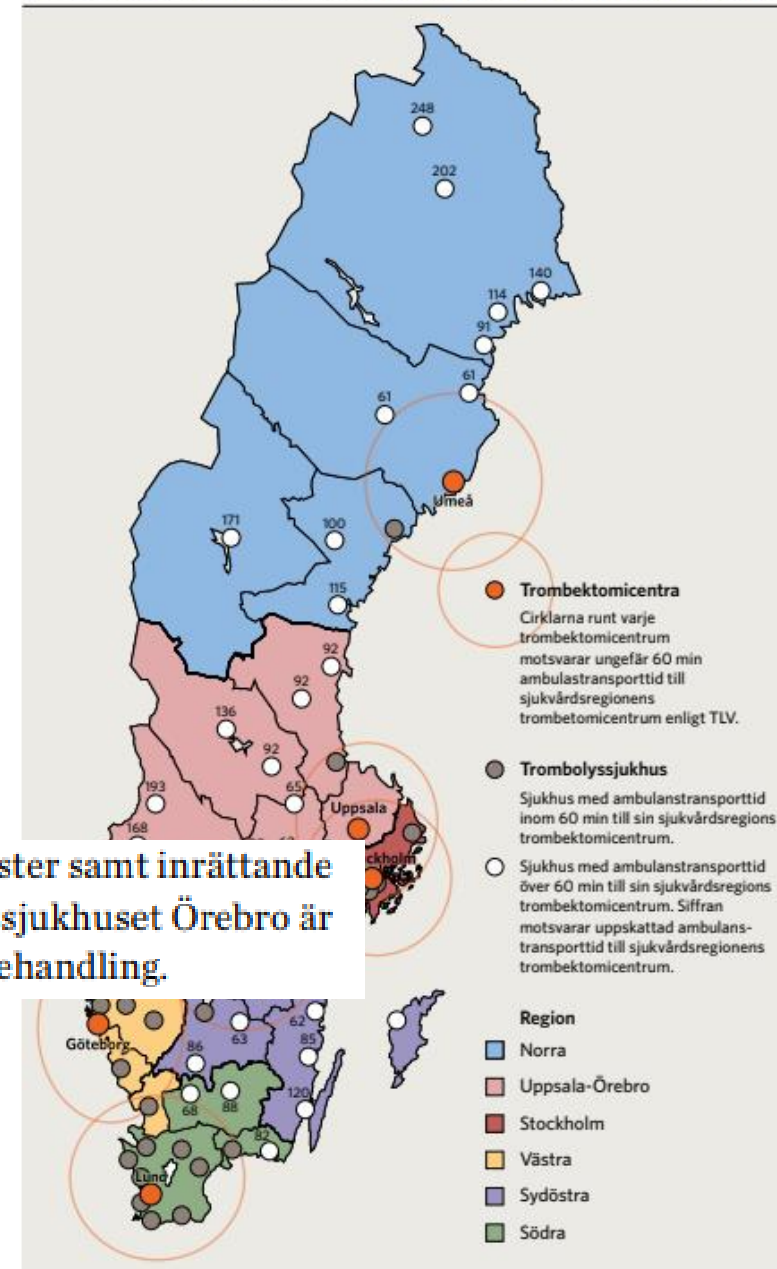 248
202
140
114
91
61
61
Umeå
171
100
115
92
92
136
92
193
65
Uppsala
168
ckholm
ster samt inrättande
sjukhuset Örebro är
ehandling.
Göteborg
62
63
86
85
120
68
88
82
Lund
Trombektomicentra
Cirklarna runt varje
trombektomicentrum
motsvarar ungefär 60 min
ambulastransporttid till
sjukvårdsregionens
trombetomicentrum enligt TLV.
Trombolyssjukhus
Sjukhus med ambulanstransporttid
inom 60 min till sin sjukvårdsregions
trombektomicentrum.
Sjukhus med ambulanstransporttid
över 60 min till sin sjukvårdsregions
trombektomicentrum. Siffran
motsvarar uppskattad ambulans-
transporttid till sjukvårdsregionens
trombektomicentrum.
Region
Norra
Uppsala-Örebro
Stockholm
Västra
Sydöstra
Södra